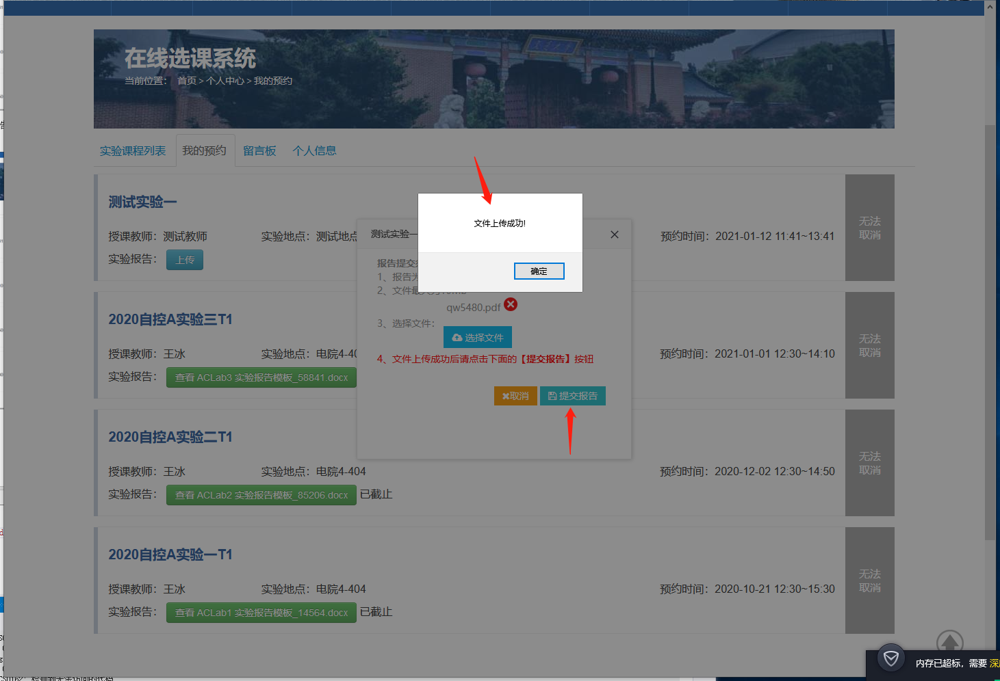 在线选课系统
当前位置： 首页 > 个人中心 > 我的预约
实验课程列表 我的预约 留言板 个人信息
测试实验一
授课教师：测试教师 实验地点：测试地点 预约时间：2021-01-12 11:41~13:41
实验报告： 上传
无法
取消
测试实验一
文件上传成功!
确定
报告提交
1、报告为
2、文件最大为10MB
qw5480.pdf
3、选择文件：
选择文件
4、文件上传成功后请点击下面的【提交报告】按钮
取消 提交报告
2020自控A实验三T1
授课教师：王冰 实验地点：电院4-40 预约时间：2021-01-01 12:30~14:10
实验报告： 查看 ACLab3 实验报告模板_58841.docx
无法
取消
2020自控A实验二T1
授课教师：王冰 实验地点：电院4-404 预约时间：2020-12-02 12:30~14:50
实验报告： 查看 ACLab2 实验报告模板_85206.docx 已截止
无法
取消
2020自控A实验一T1
授课教师：王冰 实验地点：电院4-404 预约时间：2020-10-21 12:30~15:30
实验报告： 查看 ACLab1 实验报告模板_14564.docx 已截止
无法
取消
内存已超标，需要 深